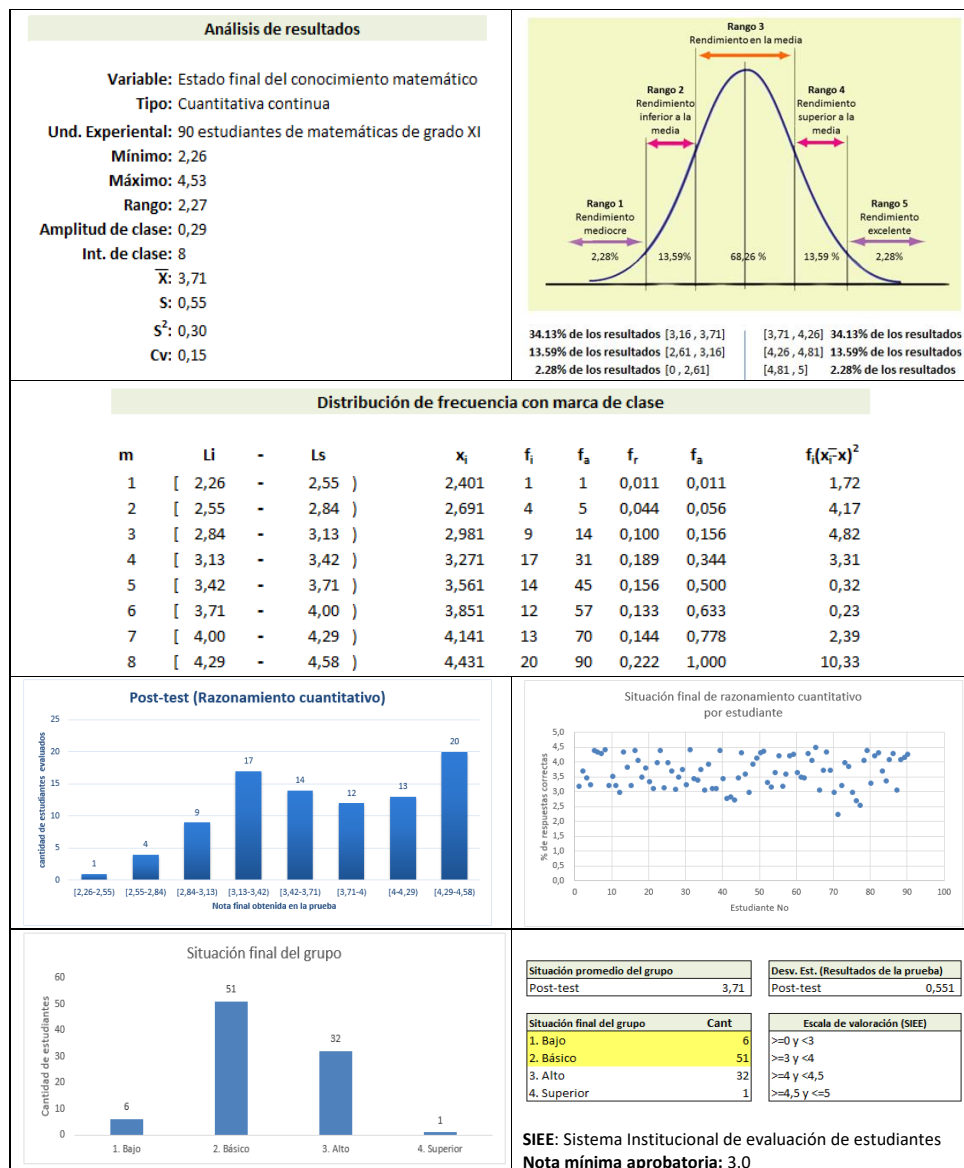 Análisis de resultados
Variable: Estado final del conocimiento matemático
Tipo: Cuantitativa continua
Und. Experiental: 90 estudiantes de matemáticas de grado XI
Mínimo: 2,26
Máximo: 4,53
Rango: 2,27
Amplitud de clase: 0,29
Int. de clase: 8
X̅: 3,71
S: 0,55
S²: 0,30
Cv: 0,15
Rango 3
Rendimiento en la media
Rango 2
Rendimiento
inferior a la
media
Rango 4
Rendimiento
superior a la
media
Rango 1
Rendimiento
mediocre
Rango 5
Rendimiento
excelente
2,28% 13,59% 68,26 % 13,59 % 2,28%
34.13% de los resultados [3,16 , 3,71] [3,71 , 4,26] 34.13% de los resultados
13.59% de los resultados [2,61 , 3,16] [4,26 , 4,81] 13.59% de los resultados
2.28% de los resultados [0 , 2,61] [4,81 , 5] 2.28% de los resultados
Distribución de frecuencia con marca de clase
m Li - Ls xᵢ fᵢ fₐ fᵣ fₐ fᵢ(xᵢ-x̅)²
1 [ 2,26 - 2,55 ) 2,401 1 1 0,011 0,011 1,72
2 [ 2,55 - 2,84 ) 2,691 4 5 0,044 0,056 4,17
3 [ 2,84 - 3,13 ) 2,981 9 14 0,100 0,156 4,82
4 [ 3,13 - 3,42 ) 3,271 17 31 0,189 0,344 3,31
5 [ 3,42 - 3,71 ) 3,561 14 45 0,156 0,500 0,32
6 [ 3,71 - 4,00 ) 3,851 12 57 0,133 0,633 0,23
7 [ 4,00 - 4,29 ) 4,141 13 70 0,144 0,778 2,39
8 [ 4,29 - 4,58 ) 4,431 20 90 0,222 1,000 10,33
Post-test (Razonamiento cuantitativo)
cantidad de estudiantes evaluados
25
20
15
10
5
0
1 4 9 17 14 12 13 20
[2,26-2,55) [2,55-2,84) [2,84-3,13) [3,13-3,42) [3,42-3,71) [3,71-4) [4-4,29) [4,29-4,58)
Nota final obtenida en la prueba
Situación final de razonamiento cuantitativo
por estudiante
% de respuestas correctas
5,0
4,5
4,0
3,5
3,0
2,5
2,0
1,5
1,0
0,5
0,0
0 10 20 30 40 50 60 70 80 90 100
Estudiante No
Situación final del grupo
Cantidad de estudiantes
60
50
40
30
20
10
0
6 51 32 1
1. Bajo 2. Básico 3. Alto 4. Superior
Situación promedio del grupo
Post-test 3,71
Desv. Est. (Resultados de la prueba)
Post-test 0,551
Situación final del grupo Cant
1. Bajo 6
2. Básico 51
3. Alto 32
4. Superior 1
Escala de valoración (SIEE)
>=0 y <3
>=3 y <4
>=4 y <4,5
>=4,5 y <=5
SIEE: Sistema Institucional de evaluación de estudiantes
Nota mínima aprobatoria: 3.0